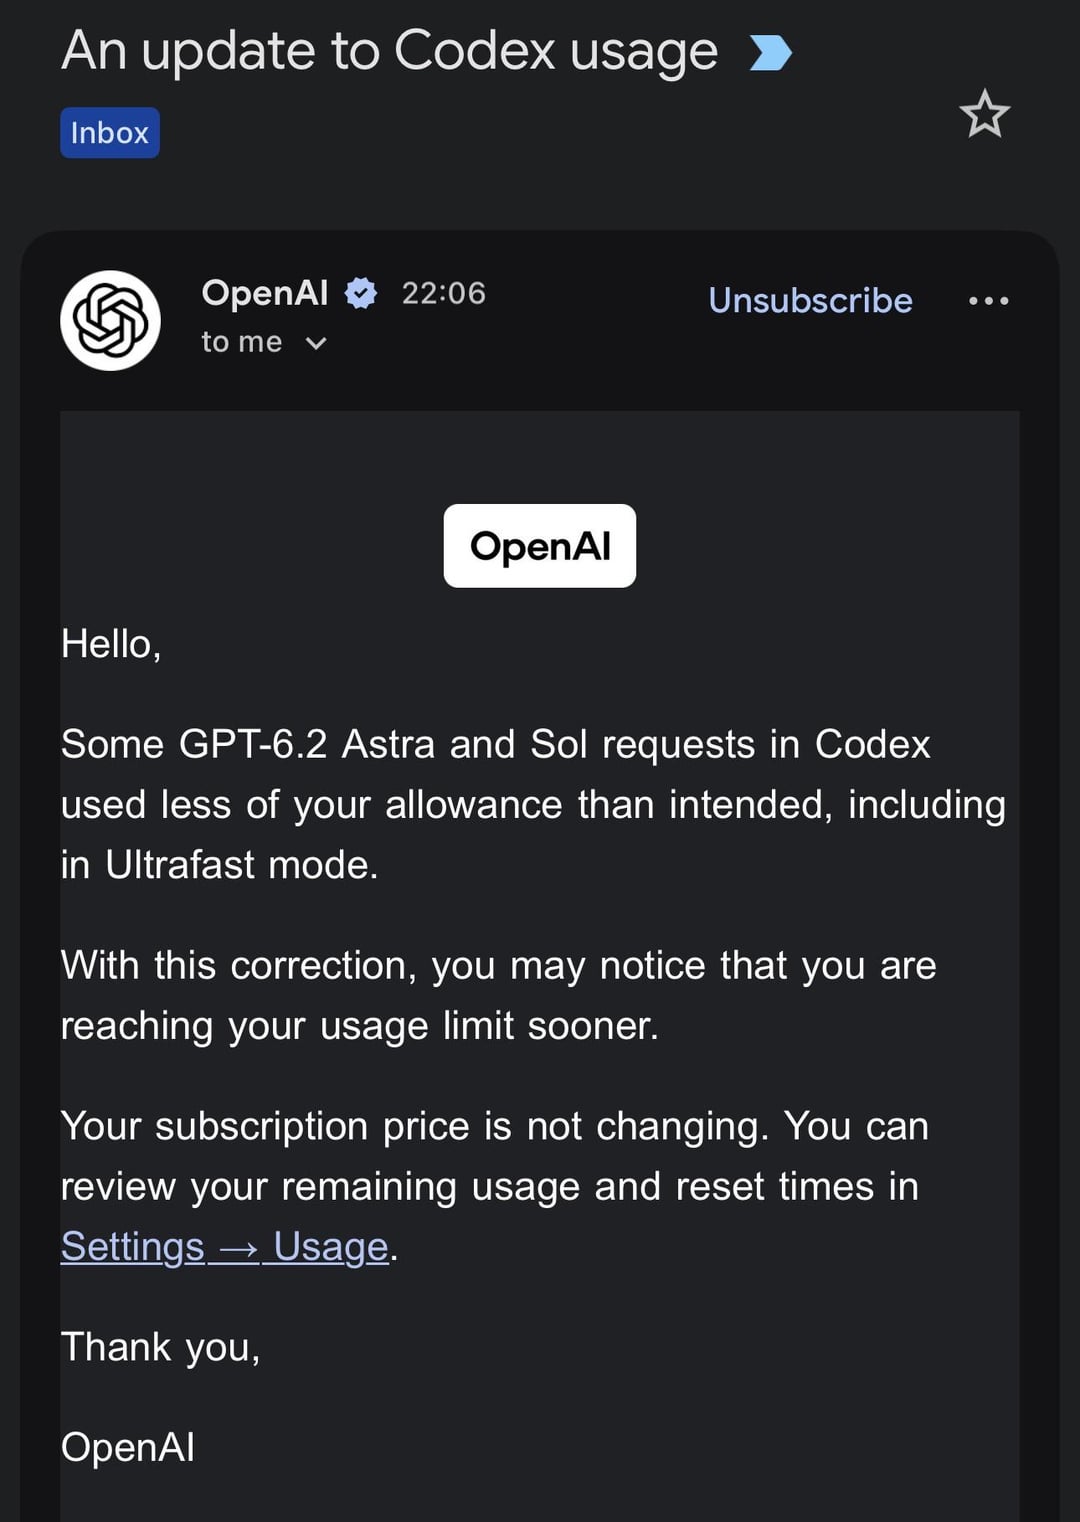 An update to Codex usage
Inbox
OpenAI 22:06
Unsubscribe
to me
OpenAI
Hello,
Some GPT-6.2 Astra and Sol requests in Codex
used less of your allowance than intended, including
in Ultrafast mode.
With this correction, you may notice that you are
reaching your usage limit sooner.
Your subscription price is not changing. You can
review your remaining usage and reset times in
Settings → Usage.
Thank you,
OpenAI